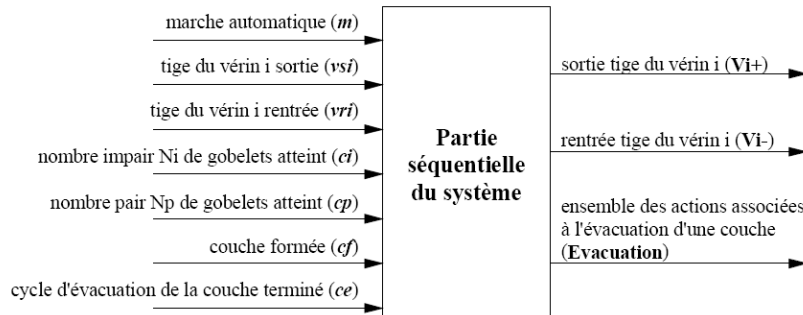 marche automatique (m)
tige du vérin i sortie (vsi)
tige du vérin i rentrée (vri)
nombre impair Ni de gobelets atteint (ci)
nombre pair Np de gobelets atteint (cp)
couche formée (cf)
cycle d'évacuation de la couche terminé (ce)
Partie
séquentielle
du système
sortie tige du vérin i (Vi+)
rentrée tige du vérin i (Vi-)
ensemble des actions associées
à l'évacuation d'une couche
(Evacuation)